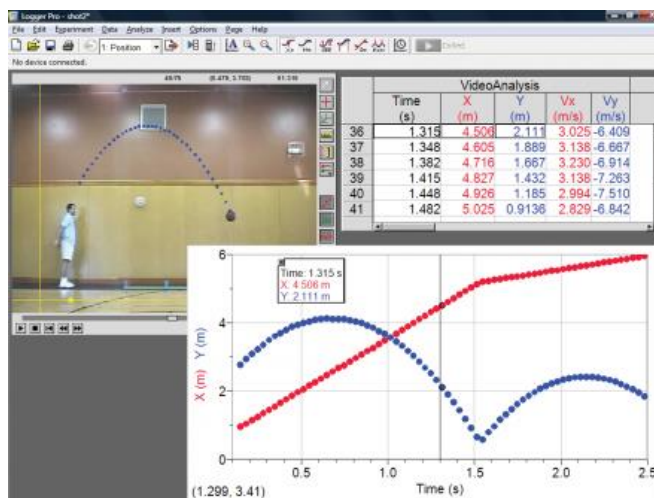 Logger Pro - shot2*
File Edit Experiment Data Analyze Insert Options Page Help
1: Position
Collect
No device connected.
VideoAnalysis
Time X Y Vx Vy
(s) (m) (m) (m/s) (m/s)
36 1.315 4.506 2.111 3.025 -6.409
37 1.348 4.605 1.889 3.138 -6.667
38 1.382 4.716 1.667 3.230 -6.914
39 1.415 4.827 1.432 3.138 -7.263
40 1.448 4.926 1.185 2.994 -7.510
41 1.482 5.025 0.9136 2.829 -6.842
Time: 1.315 s
X: 4.506 m
Y: 2.111 m
X (m) Y (m)
6
4
2
0
0.5 1.0 1.5 2.0 2.5
(1.299, 3.41)
Time (s)